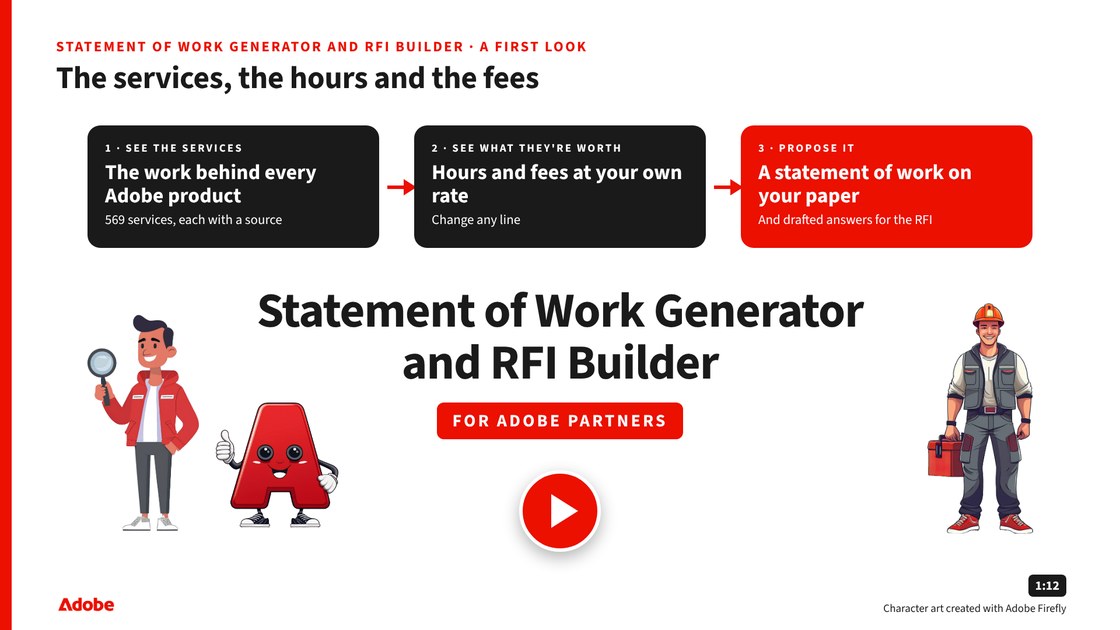 STATEMENT OF WORK GENERATOR AND RFI BUILDER · A FIRST LOOK
The services, the hours and the fees
1 · SEE THE SERVICES
The work behind every
Adobe product
569 services, each with a source
2 · SEE WHAT THEY'RE WORTH
Hours and fees at your own
rate
Change any line
3 · PROPOSE IT
A statement of work on
your paper
And drafted answers for the RFI
Statement of Work Generator
and RFI Builder
FOR ADOBE PARTNERS
1:12
Adobe
Character art created with Adobe Firefly